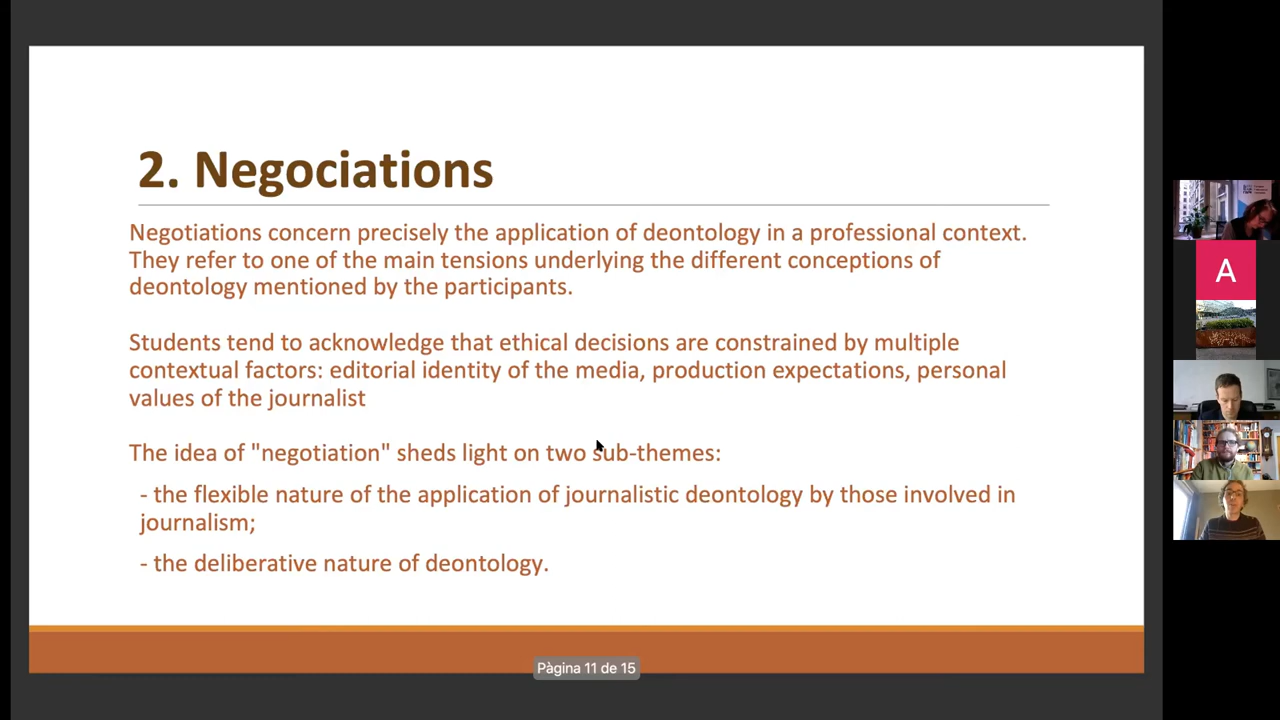 2. Negociations
Negotiations concern precisely the application of deontology in a professional context.
They refer to one of the main tensions underlying the different conceptions of
deontology mentioned by the participants.
Students tend to acknowledge that ethical decisions are constrained by multiple
contextual factors: editorial identity of the media, production expectations, personal
values of the journalist
The idea of "negotiation" sheds light on two sub-themes:
- the flexible nature of the application of journalistic deontology by those involved in
journalism;
- the deliberative nature of deontology.
Pàgina 11 de 15
A